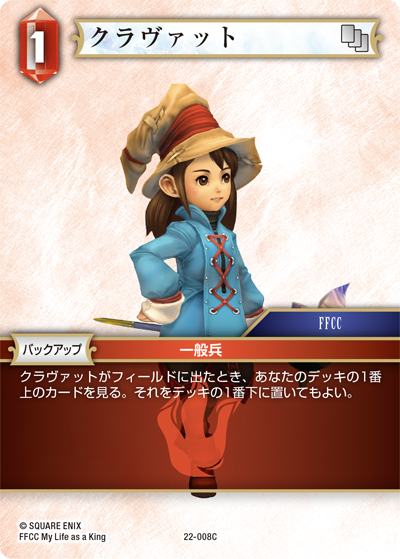 1
クラヴァット
FFCC
バックアップ
一般兵
クラヴァットがフィールドに出たとき、あなたのデッキの1番
上のカードを見る。それをデッキの1番下に置いてもよい。
© SQUARE ENIX
FFCC My Life as a King
22-008C